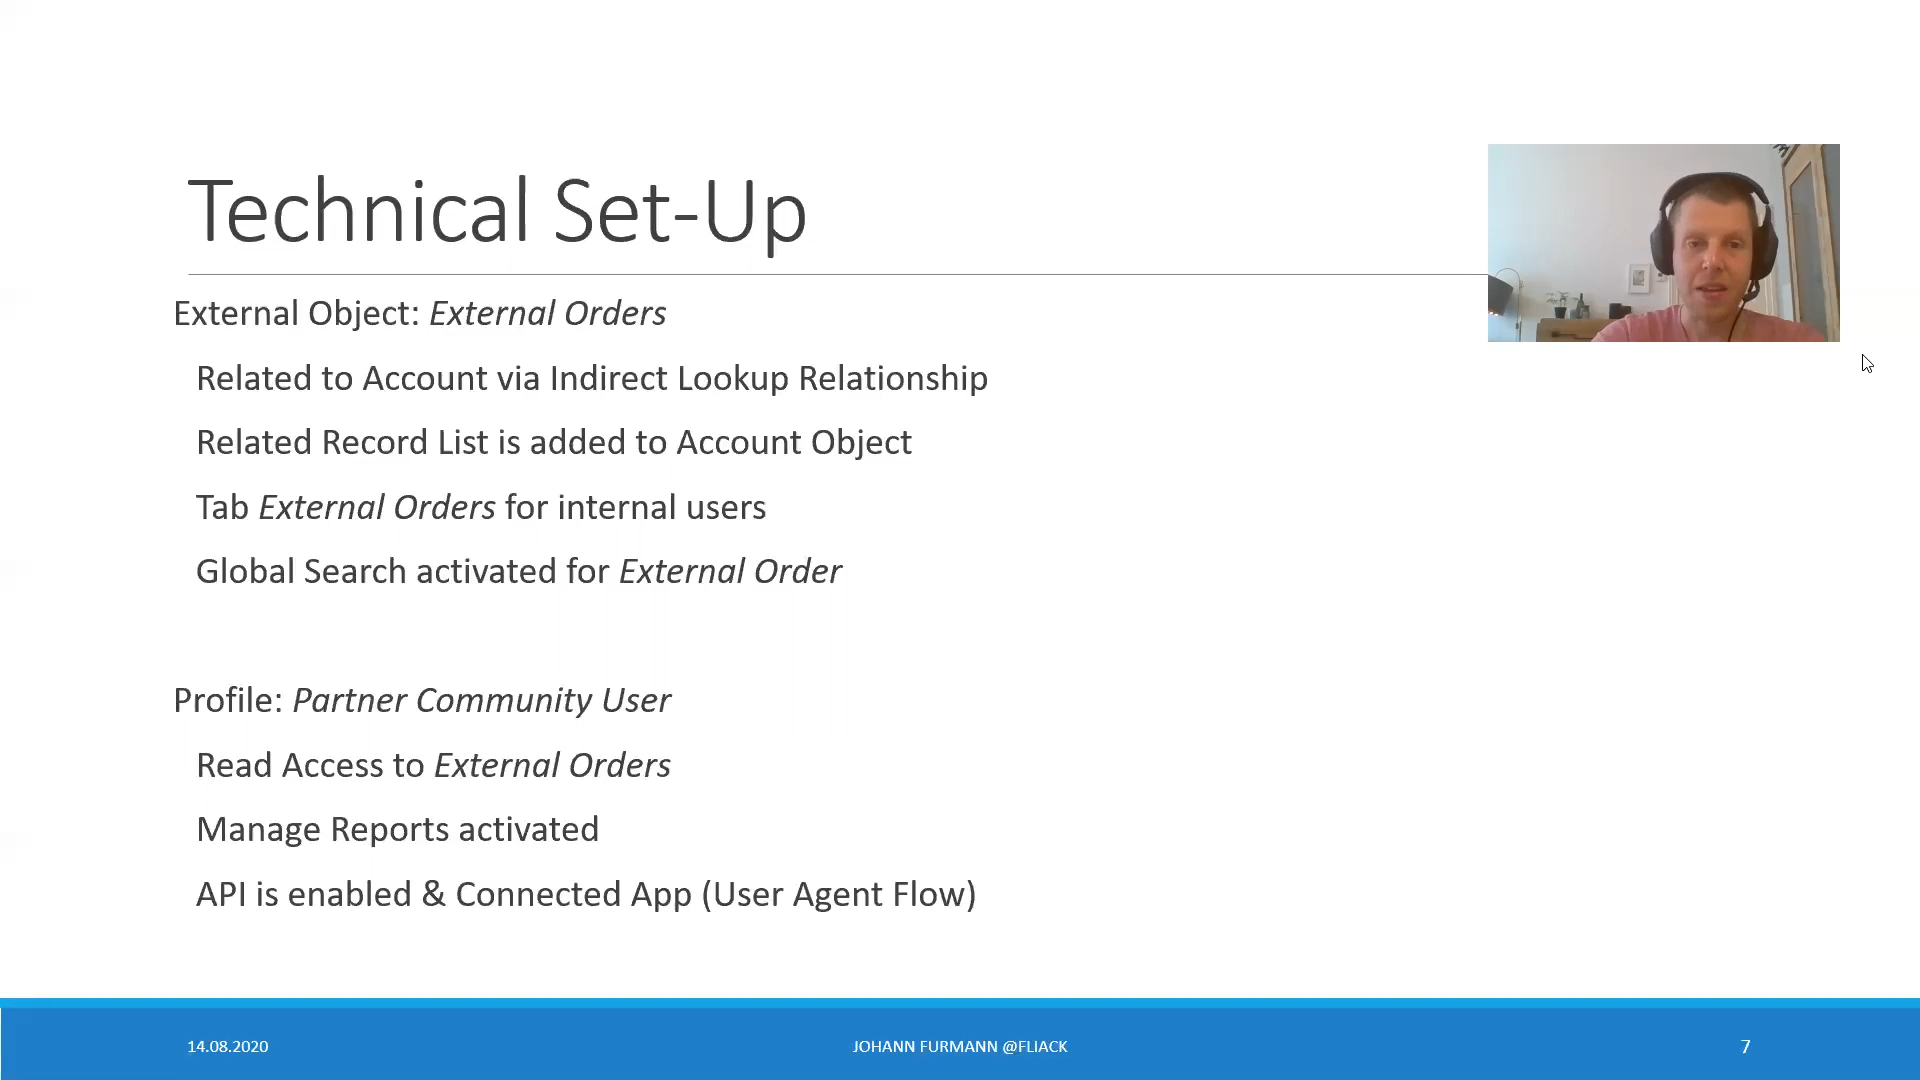 Technical Set-Up
External Object: External Orders
Related to Account via Indirect Lookup Relationship
Related Record List is added to Account Object
Tab External Orders for internal users
Global Search activated for External Order
Profile: Partner Community User
Read Access to External Orders
Manage Reports activated
API is enabled & Connected App (User Agent Flow)
14.08.2020
JOHANN FURMANN @FLIACK
7